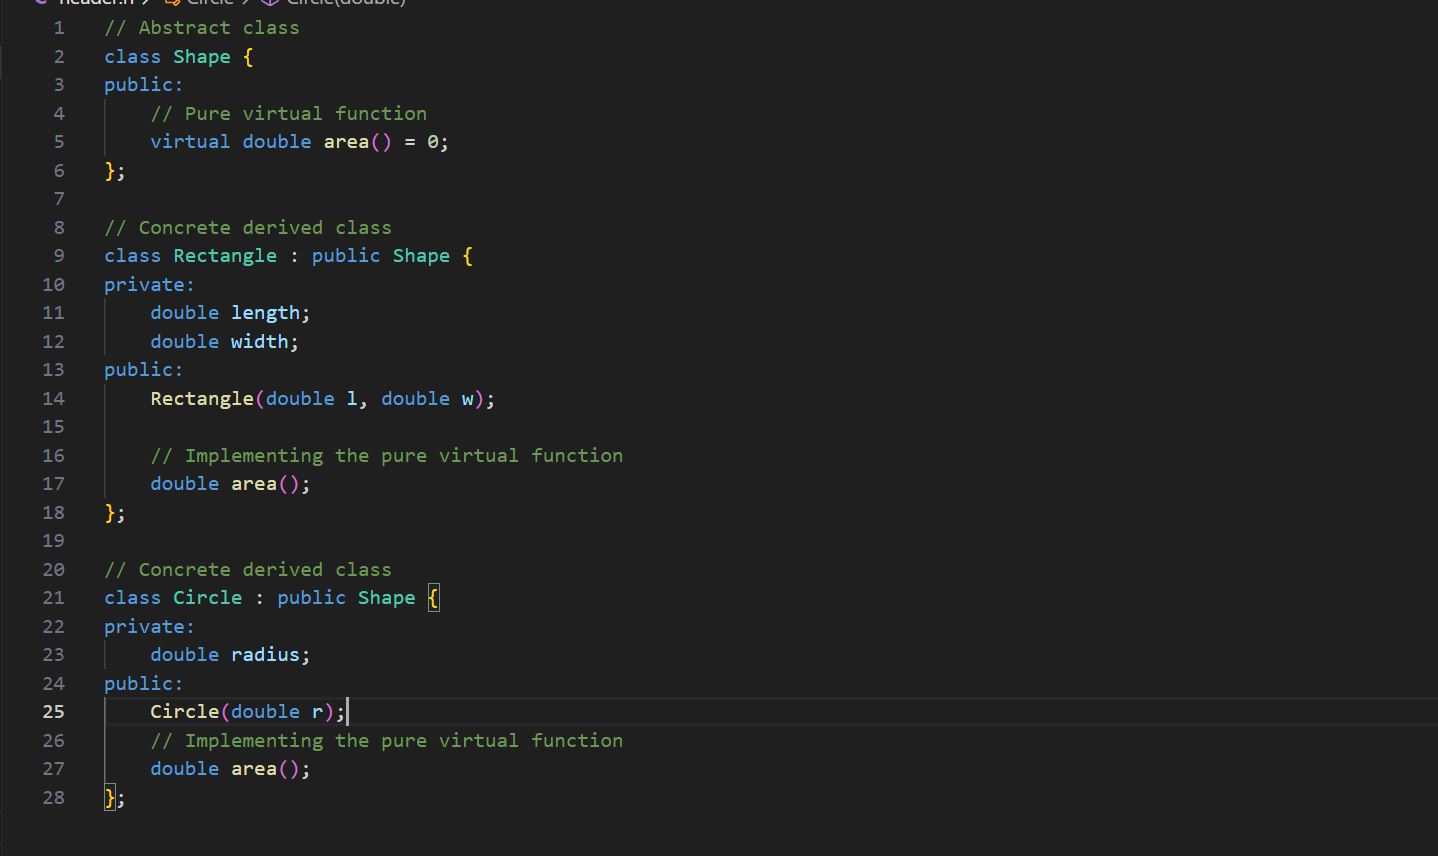 header.h > Circle > Circle(double)
1 // Abstract class
2 class Shape {
3 public:
4     // Pure virtual function
5     virtual double area() = 0;
6 };
7
8 // Concrete derived class
9 class Rectangle : public Shape {
10 private:
11     double length;
12     double width;
13 public:
14     Rectangle(double l, double w);
15
16     // Implementing the pure virtual function
17     double area();
18 };
19
20 // Concrete derived class
21 class Circle : public Shape {
22 private:
23     double radius;
24 public:
25     Circle(double r);
26     // Implementing the pure virtual function
27     double area();
28 };